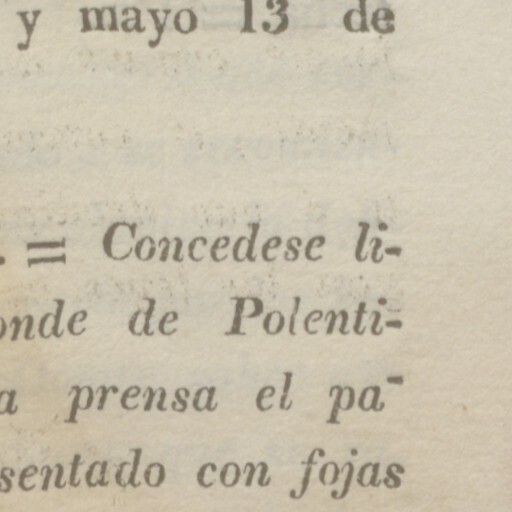 y mayo 13 de
. = Concedese li-
onde de Polenti-
a prensa el pa-
sentado con fojas